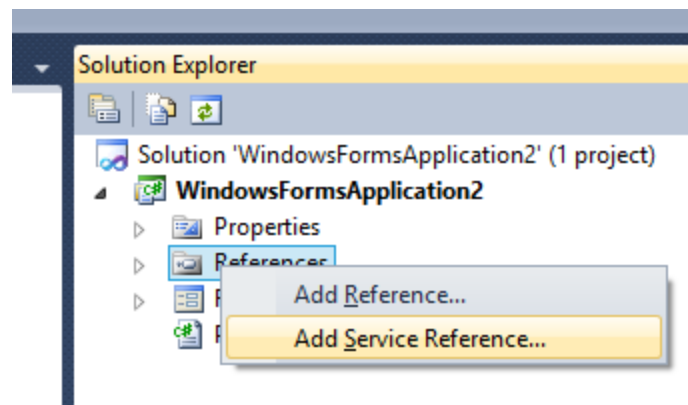 Solution Explorer
Solution 'WindowsFormsApplication2' (1 project)
WindowsFormsApplication2
Properties
References
Add Reference...
Add Service Reference...